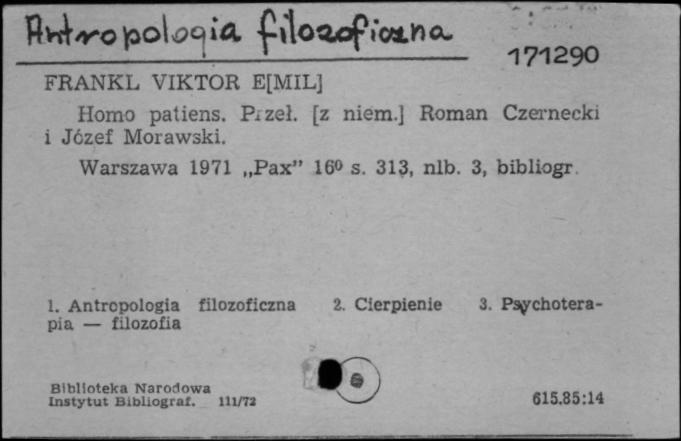 Antropologia filozoficzna
171290
FRANKL VIKTOR E[MIL]
Homo patiens. Przeł. [z niem.] Roman Czernecki
i Józef Morawski.
Warszawa 1971 „Pax” 16⁰ s. 313, nlb. 3, bibliogr.
1. Antropologia filozoficzna 2. Cierpienie 3. Psychotera-
pia — filozofia
Biblioteka Narodowa
Instytut Bibliograf. 111/72
615.85:14